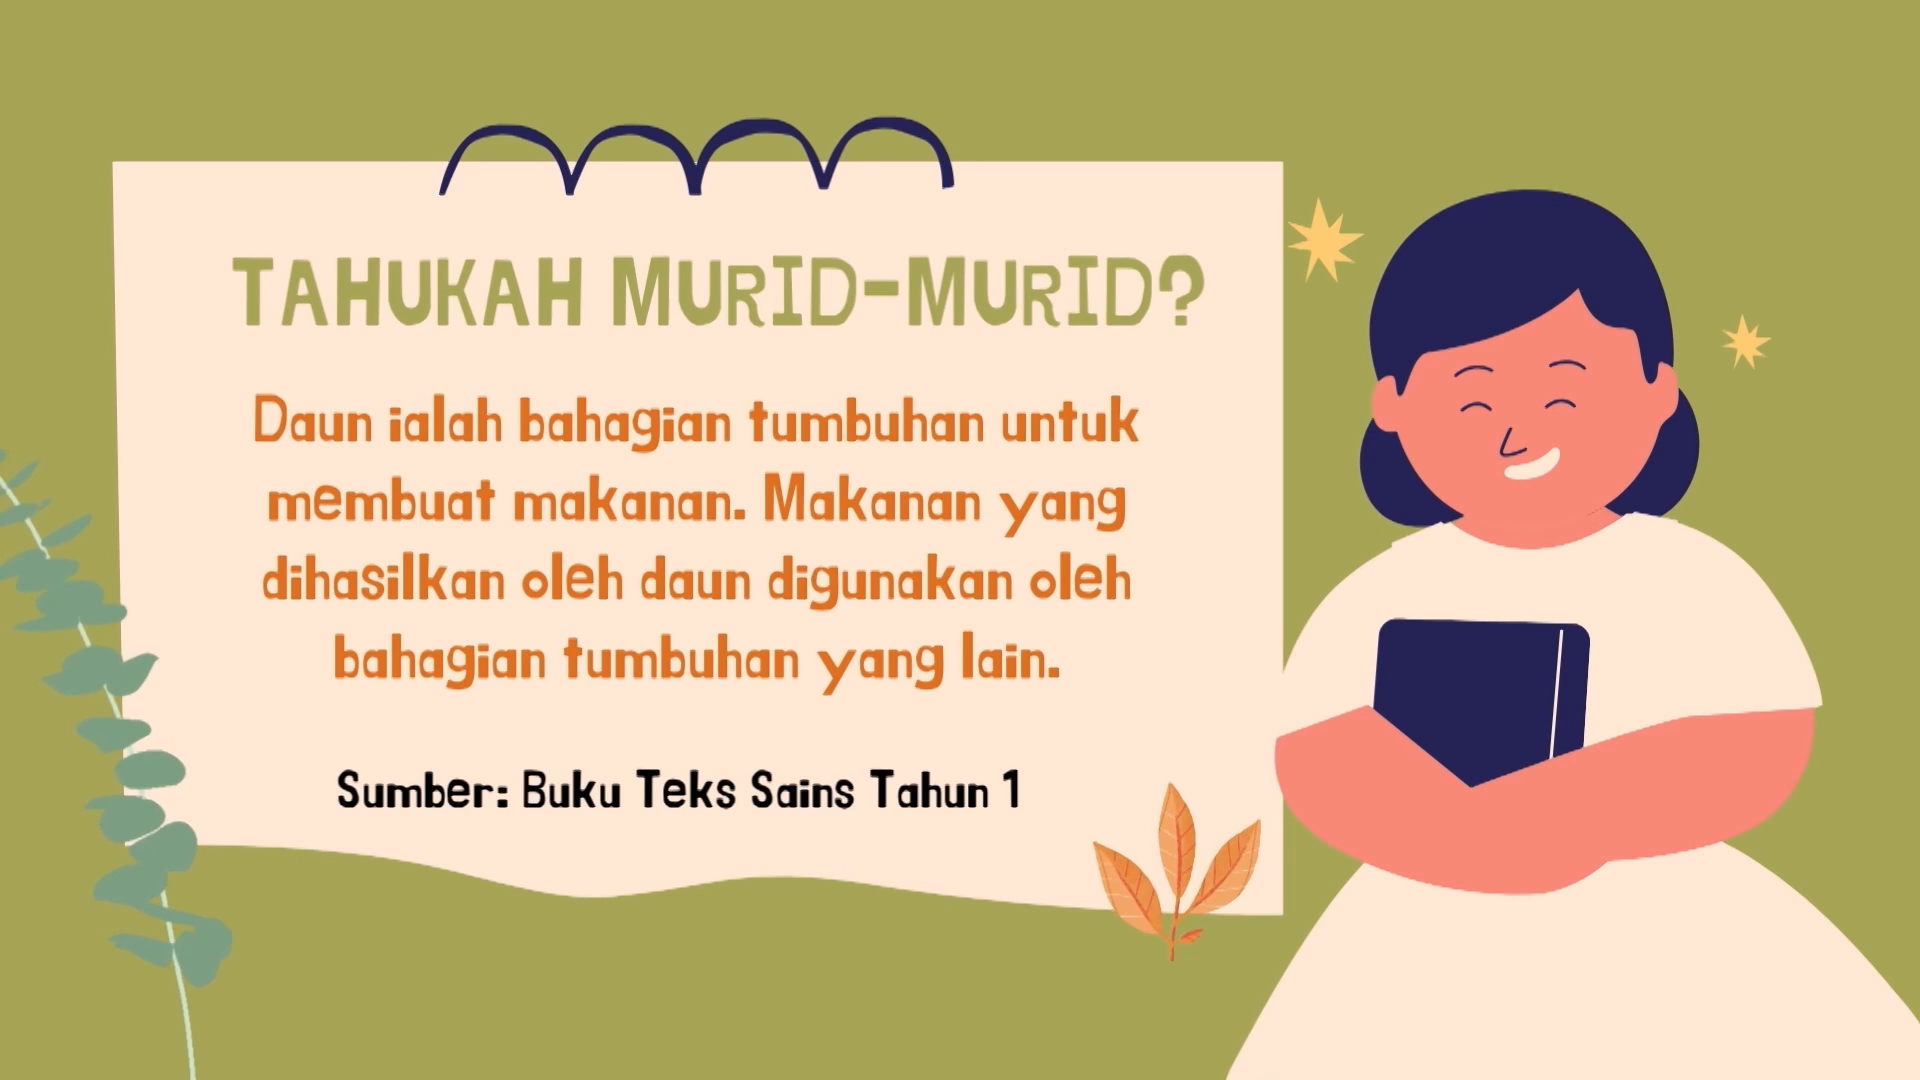 TAHUKAH MURID-MURID?
Daun ialah bahagian tumbuhan untuk
membuat makanan. Makanan yang
dihasilkan oleh daun digunakan oleh
bahagian tumbuhan yang lain.
Sumber: Buku Teks Sains Tahun 1